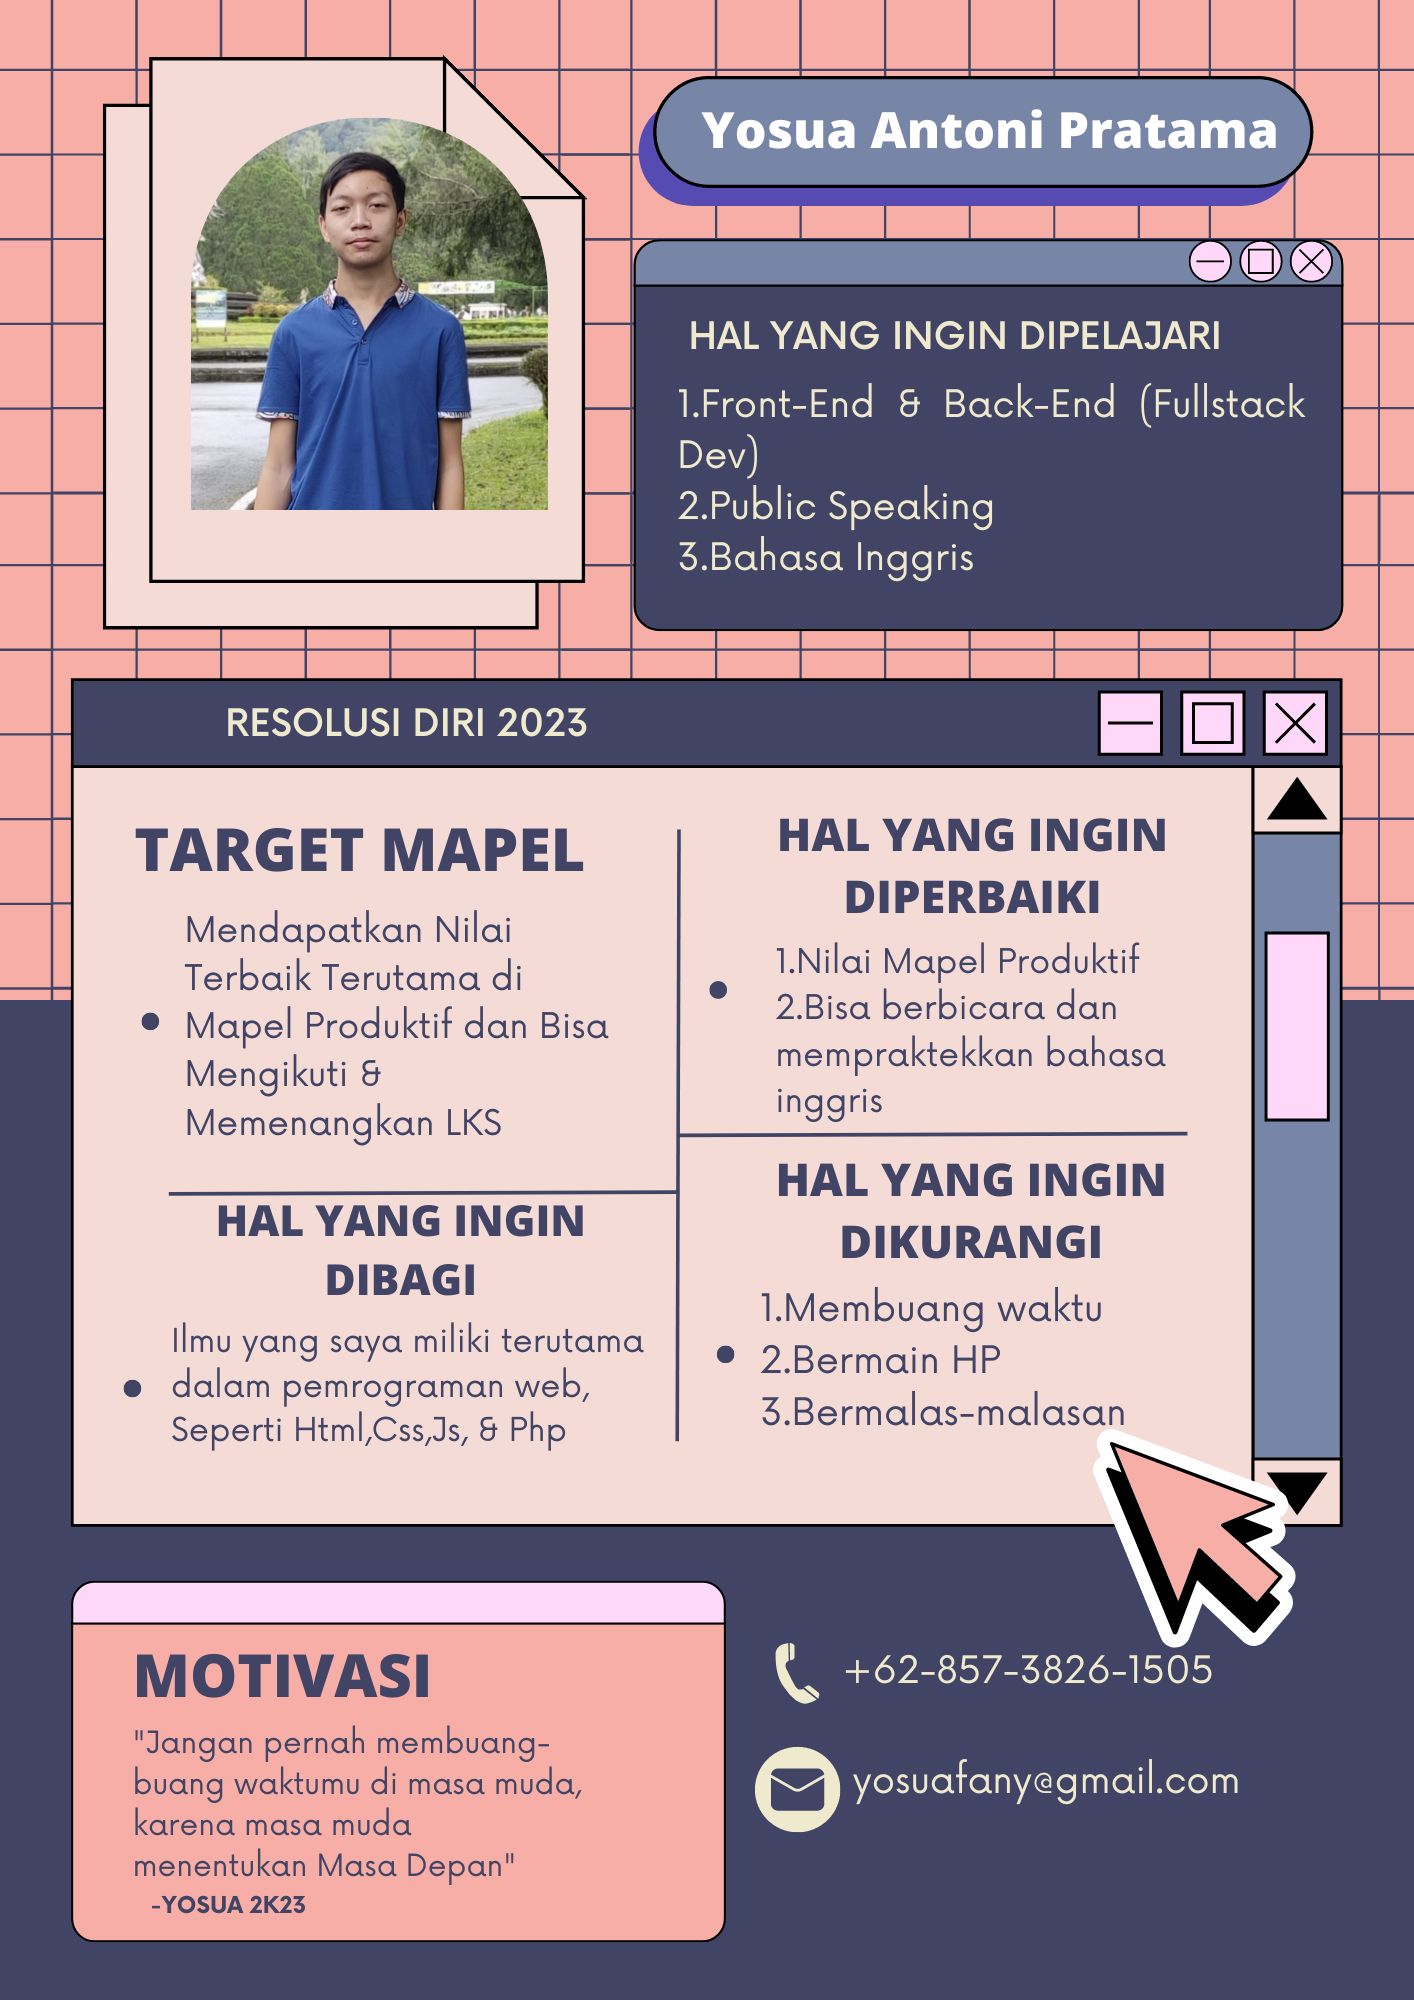 Yosua Antoni Pratama
HAL YANG INGIN DIPELAJARI
1.Front-End & Back-End (Fullstack
Dev)
2.Public Speaking
3.Bahasa Inggris
RESOLUSI DIRI 2023
TARGET MAPEL
Mendapatkan Nilai
Terbaik Terutama di
Mapel Produktif dan Bisa
Mengikuti &
Memenangkan LKS
HAL YANG INGIN
DIPERBAIKI
1.Nilai Mapel Produktif
2.Bisa berbicara dan
mempraktekkan bahasa
inggris
HAL YANG INGIN
DIBAGI
Ilmu yang saya miliki terutama
dalam pemrograman web,
Seperti Html,Css,Js, & Php
HAL YANG INGIN
DIKURANGI
1.Membuang waktu
2.Bermain HP
3.Bermalas-malasan
MOTIVASI
"Jangan pernah membuang-
buang waktumu di masa muda,
karena masa muda
menentukan Masa Depan"
-YOSUA 2K23
+62-857-3826-1505
yosuafany@gmail.com